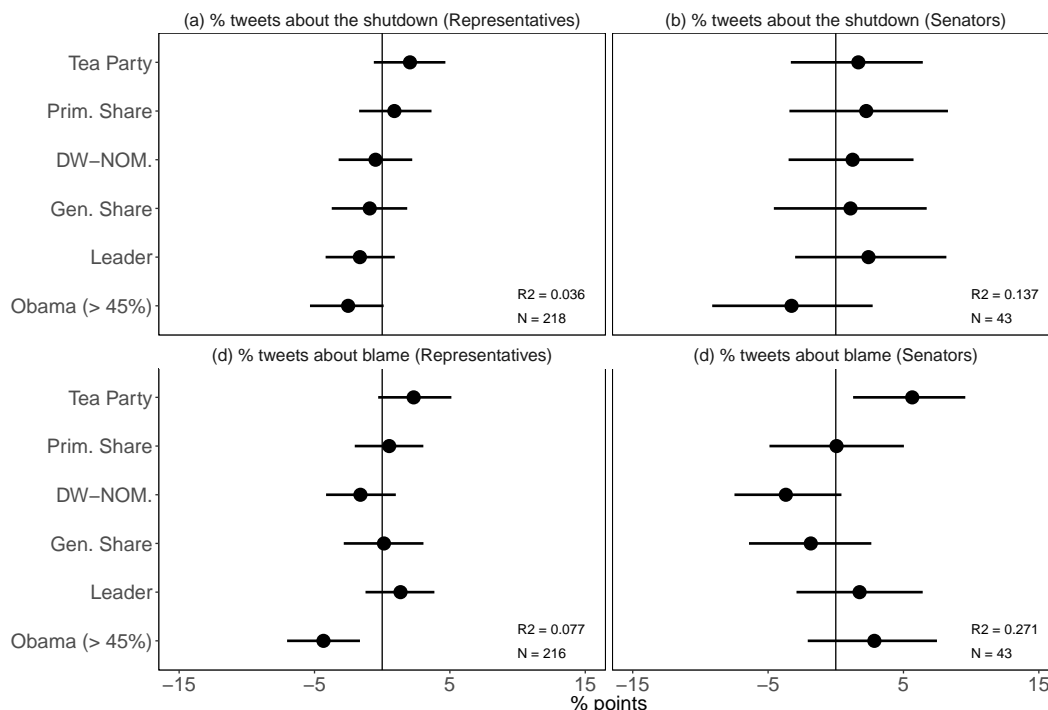 (a) % tweets about the shutdown (Representatives)
(b) % tweets about the shutdown (Senators)
Tea Party
Prim. Share
DW−NOM.
Gen. Share
Leader
Obama (> 45%)
R2 = 0.036
N = 218
R2 = 0.137
N = 43
(d) % tweets about blame (Representatives)
(d) % tweets about blame (Senators)
Tea Party
Prim. Share
DW−NOM.
Gen. Share
Leader
Obama (> 45%)
R2 = 0.077
N = 216
R2 = 0.271
N = 43
−15 −5 5 15 −15 −5 5 15
% points